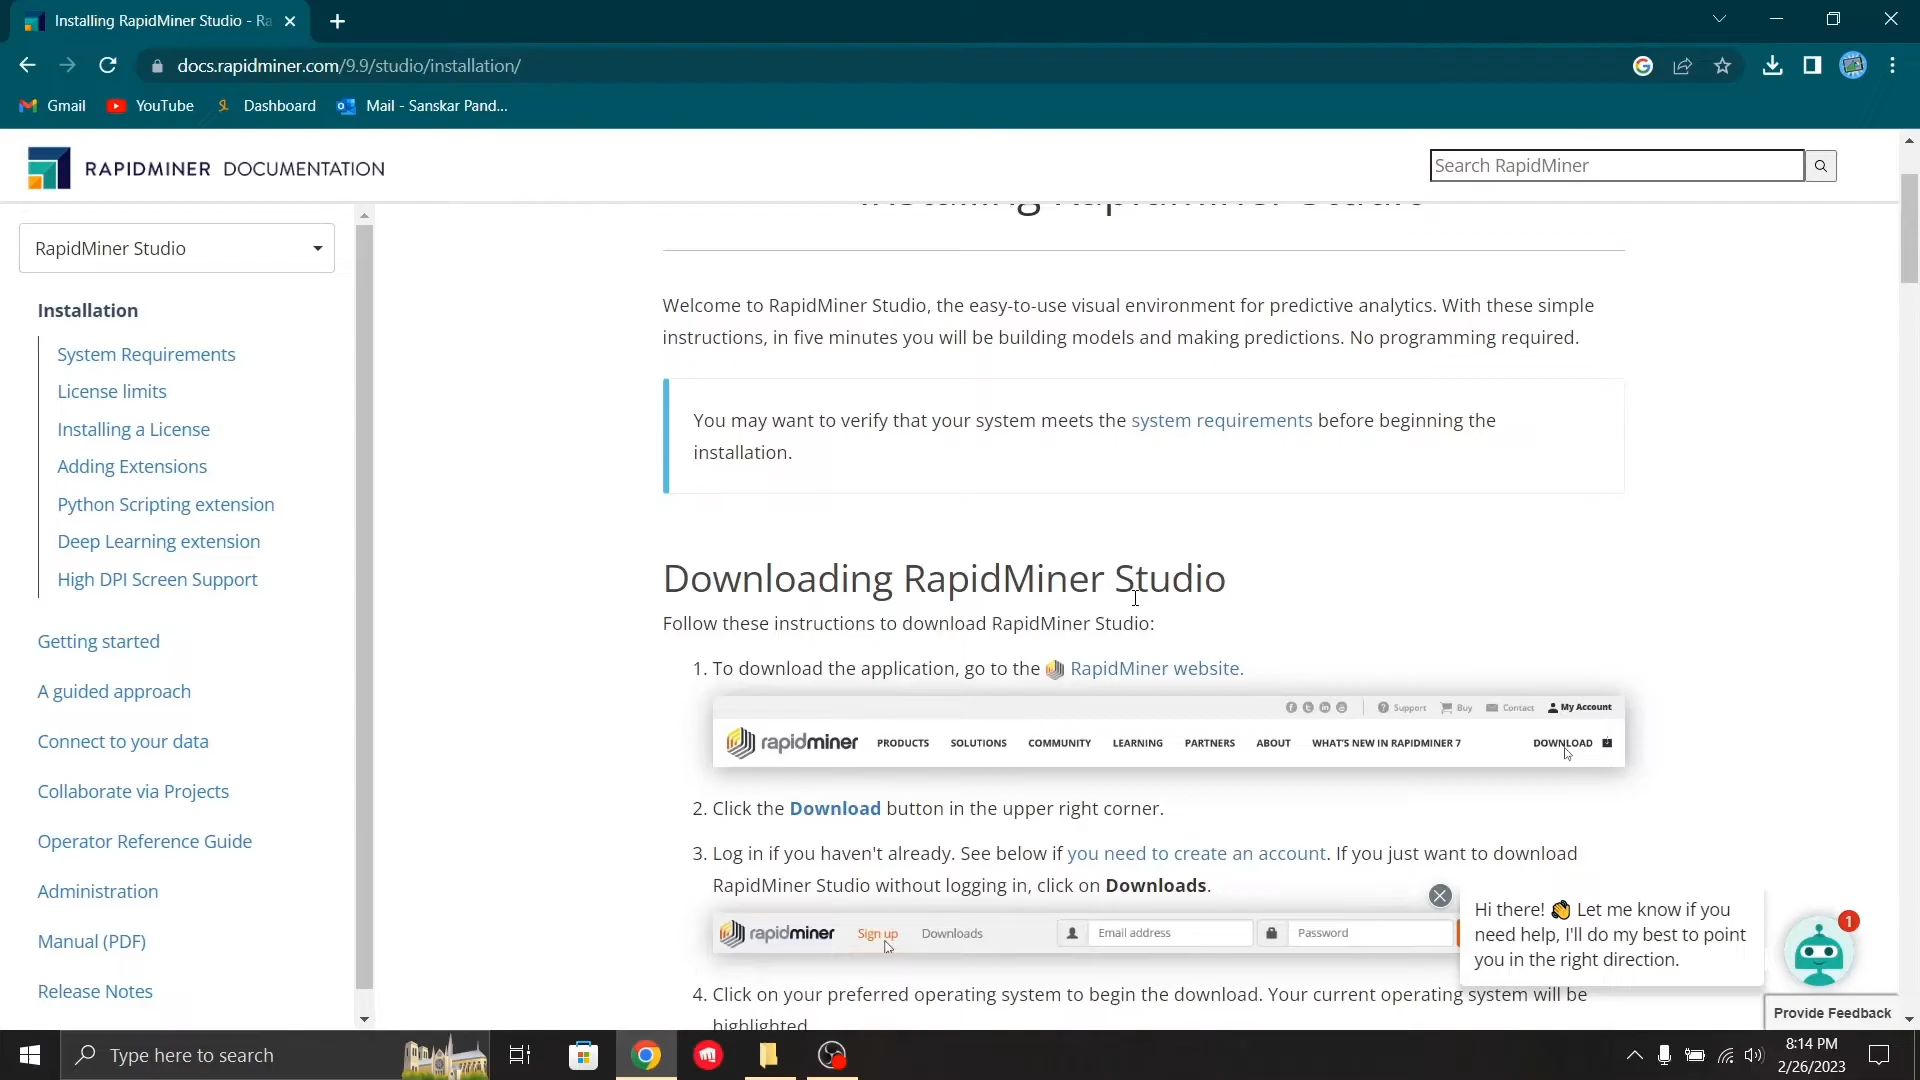 Installing RapidMiner Studio - Ra
docs.rapidminer.com/9.9/studio/installation/
Gmail
YouTube
Dashboard
Mail - Sanskar Pand...
RAPIDMINER DOCUMENTATION
Search RapidMiner
RapidMiner Studio
Installation
System Requirements
License limits
Installing a License
Adding Extensions
Python Scripting extension
Deep Learning extension
High DPI Screen Support
Getting started
A guided approach
Connect to your data
Collaborate via Projects
Operator Reference Guide
Administration
Manual (PDF)
Release Notes
Installing RapidMiner Studio
Welcome to RapidMiner Studio, the easy-to-use visual environment for predictive analytics. With these simple
instructions, in five minutes you will be building models and making predictions. No programming required.
You may want to verify that your system meets the system requirements before beginning the
installation.
Downloading RapidMiner Studio
Follow these instructions to download RapidMiner Studio:
1. To download the application, go to the RapidMiner website.
Support Buy Contact My Account
rapidminer PRODUCTS SOLUTIONS COMMUNITY LEARNING PARTNERS ABOUT WHAT'S NEW IN RAPIDMINER 7 DOWNLOAD
2. Click the Download button in the upper right corner.
3. Log in if you haven't already. See below if you need to create an account. If you just want to download
RapidMiner Studio without logging in, click on Downloads.
rapidminer Sign up Downloads Email address Password
4. Click on your preferred operating system to begin the download. Your current operating system will be
highlighted
Hi there! 👋 Let me know if you
need help, I'll do my best to point
you in the right direction.
1
Provide Feedback
Type here to search
8:14 PM
2/26/2023